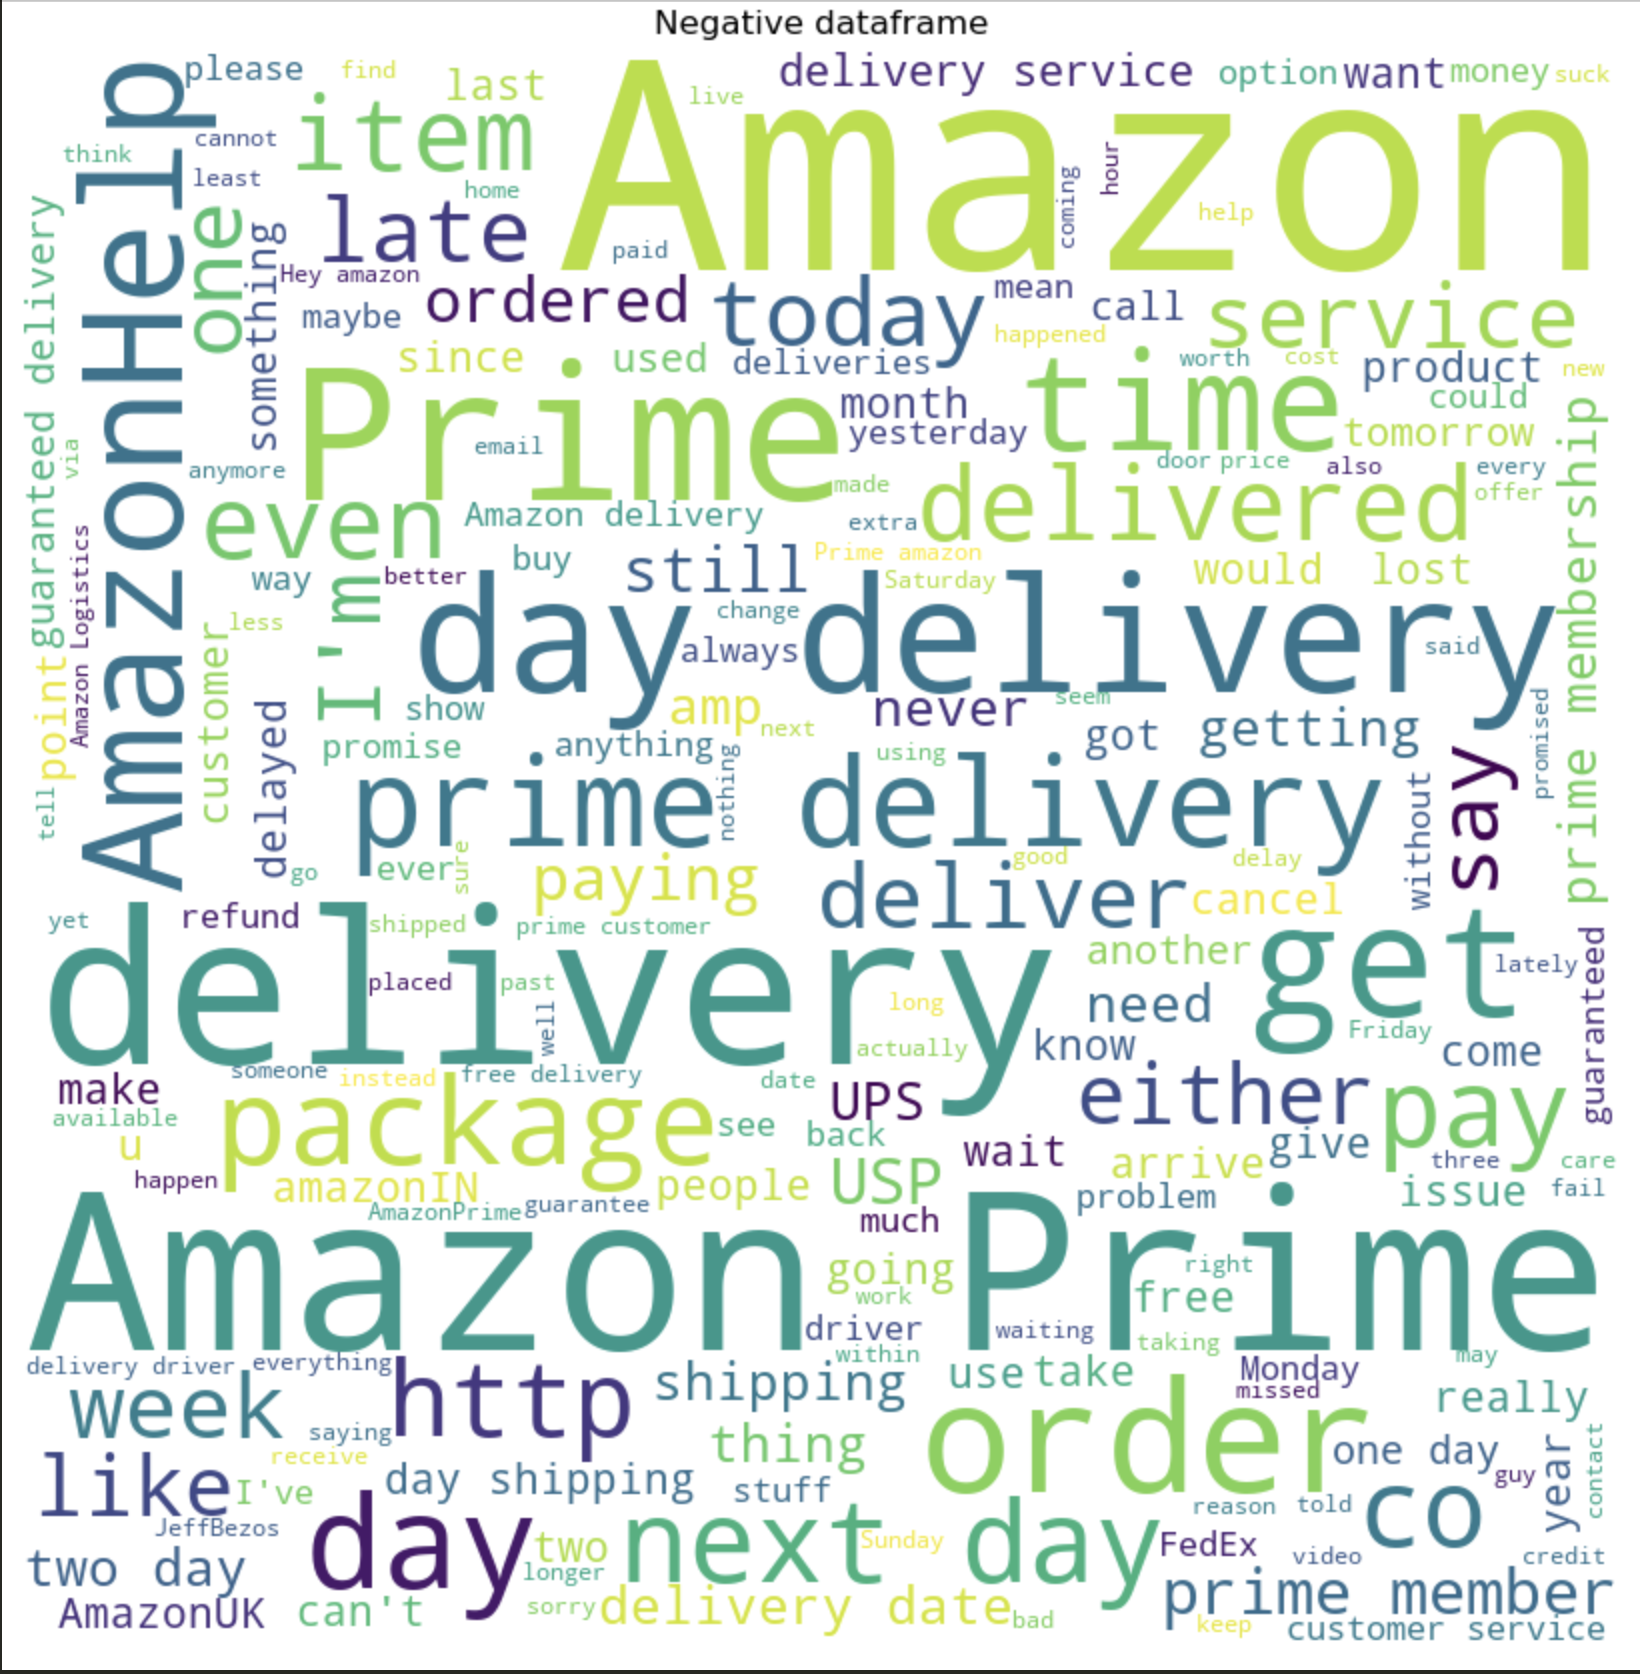 Negative dataframe
please
find
last
live
delivery service
option
want
money
suck
AmazonHelp
item
Amazon
think
cannot
least
home
coming
hour
help
guaranteed delivery
one
something
late
paid
Hey amazon
maybe
ordered
today
mean
call
service
happened
since
used
deliveries
time
worth
cost
product
new
could
Prime
month
yesterday
tomorrow
email
door
price
also
every
offer
via
anymore
made
delivered
prime membership
even
Amazon delivery
extra
Amazon Logistics
way
I'm
better
buy
still
Prime amazon
Saturday
would
lost
less
change
customer
day
always
delivery
said
point
delayed
show
amp
next
never
seem
got
getting
promised
promise
anything
nothing
using
say
tell
prime delivery
without
go
ever
sure
paying
good
delay
deliver
cancel
yet
refund
shipped
prime customer
another
get
lately
guaranteed
delivery
placed
past
well
long
need
actually
know
Friday
come
make
someone
instead
free delivery
date
UPS
either
pay
available
package
see
back
u
wait
give
arrive
three
care
happen
amazonIN
people
USP
problem
issue
fail
AmazonPrime
guarantee
much
Amazon Prime
going
work
right
free
driver
waiting
taking
within
may
delivery driver
everything
week
http
shipping
use
take
Monday
missed
really
saying
thing
order
one day
year
contact
receive
like
I've
day shipping
stuff
guy
reason
told
co
JeffBezos
day
two
next day
Sunday
FedEx
video
credit
two day
longer
prime member
AmazonUK
can't
sorry
delivery date
bad
keep
customer service